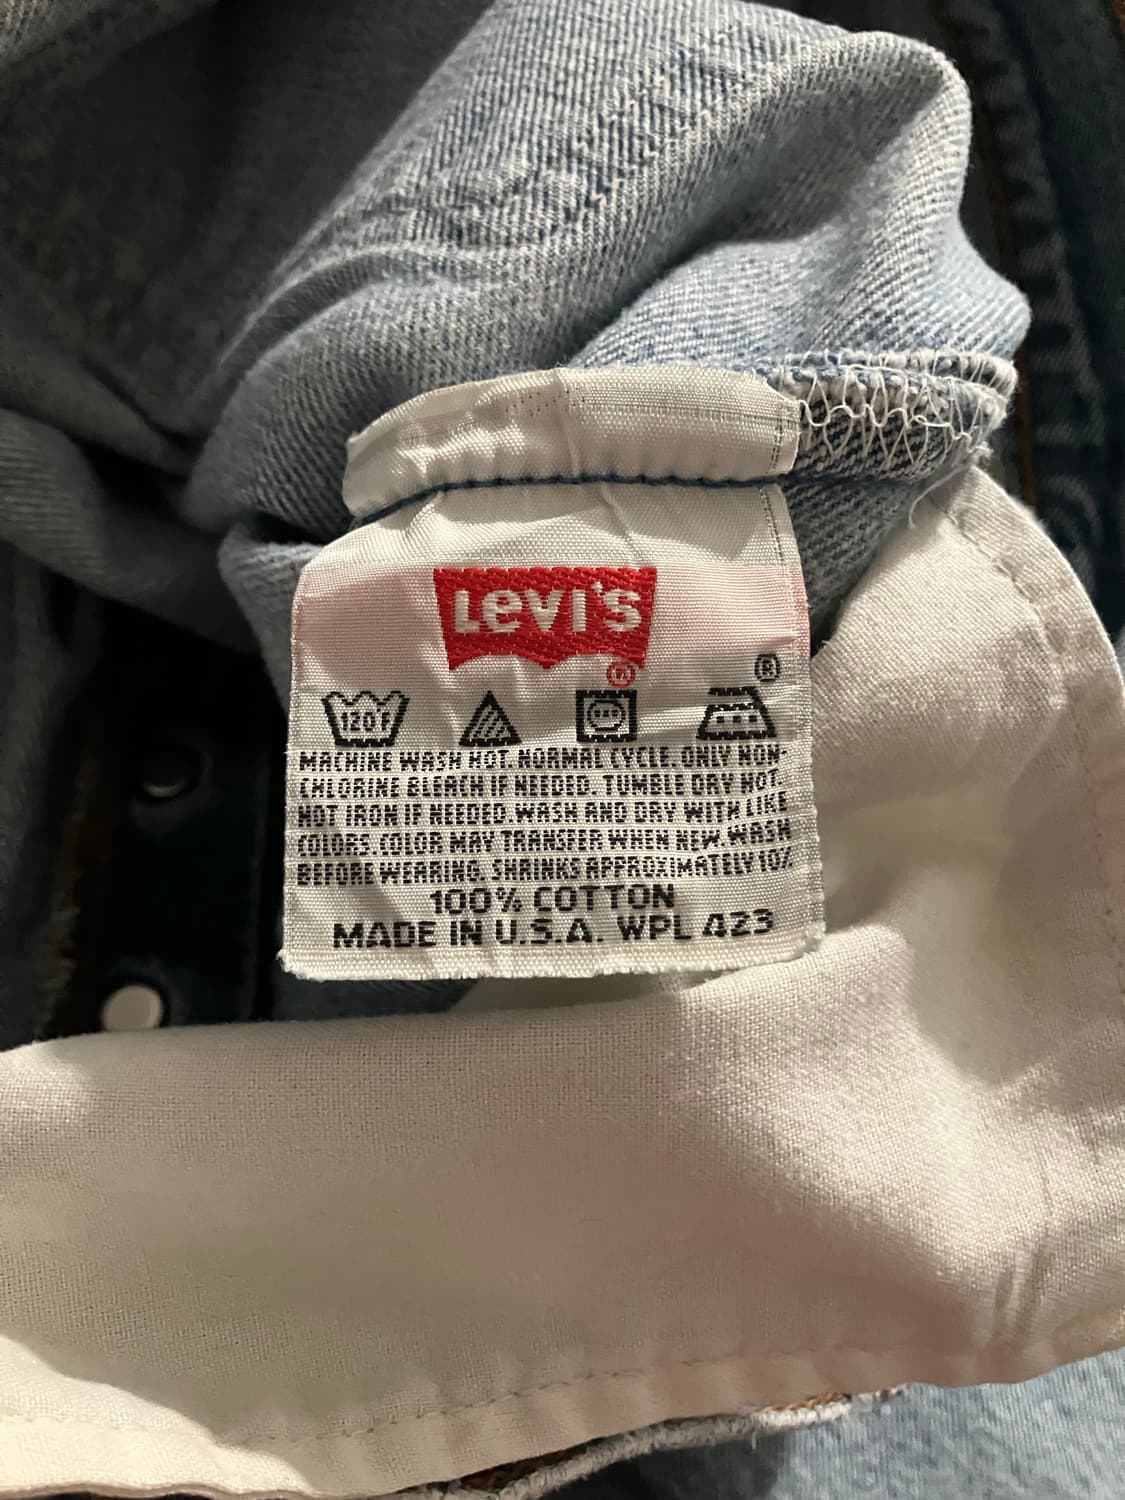 Levi's
®
®
120°F
MACHINE WASH HOT. NORMAL CYCLE. ONLY NON-
CHLORINE BLEACH IF NEEDED. TUMBLE DRY HOT.
HOT IRON IF NEEDED. WASH AND DRY WITH LIKE
COLORS. COLOR MAY TRANSFER WHEN NEW. WASH
BEFORE WEARING. SHRINKS APPROXIMATELY 10%
100% COTTON
MADE IN U.S.A. WPL 423